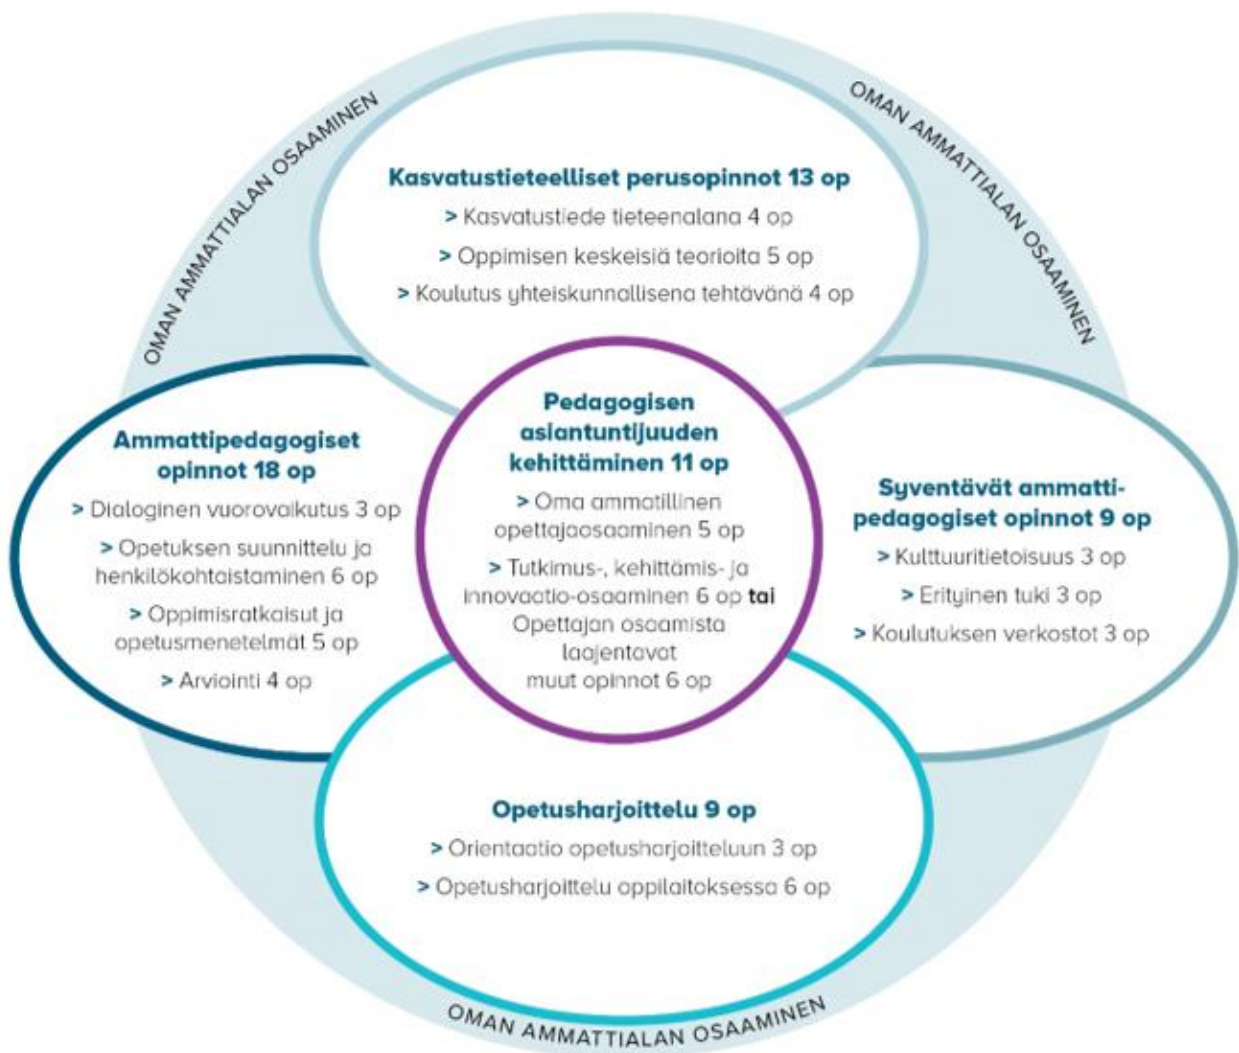 OMAN AMMATTIALAN OSAAMINEN
OMAN AMMATTIALAN OSAAMINEN
Kasvatustieteelliset perusopinnot 13 op
> Kasvatustiede tieteenalana 4 op
> Oppimisen keskeisiä teorioita 5 op
> Koulutus yhteiskunnallisena tehtävänä 4 op
Ammattipedagogiset
opinnot 18 op
> Dialoginen vuorovaikutus 3 op
> Opetuksen suunnittelu ja
henkilökohtaistaminen 6 op
> Oppimisratkaisut ja
opetusmenetelmät 5 op
> Arviointi 4 op
Pedagogisen
asiantuntijuuden
kehittäminen 11 op
> Oma ammatillinen
opettajaosaaminen 5 op
> Tutkimus-, kehittämis- ja
innovaatio-osaaminen 6 op tai
Opettajan osaamista
laajentavat
muut opinnot 6 op
Syventävät ammatti-
pedagogiset opinnot 9 op
> Kulttuuritietoisuus 3 op
> Erityinen tuki 3 op
> Koulutuksen verkostot 3 op
Opetusharjoittelu 9 op
> Orientaatio opetusharjoitteluun 3 op
> Opetusharjoittelu oppilaitoksessa 6 op
OMAN AMMATTIALAN OSAAMINEN